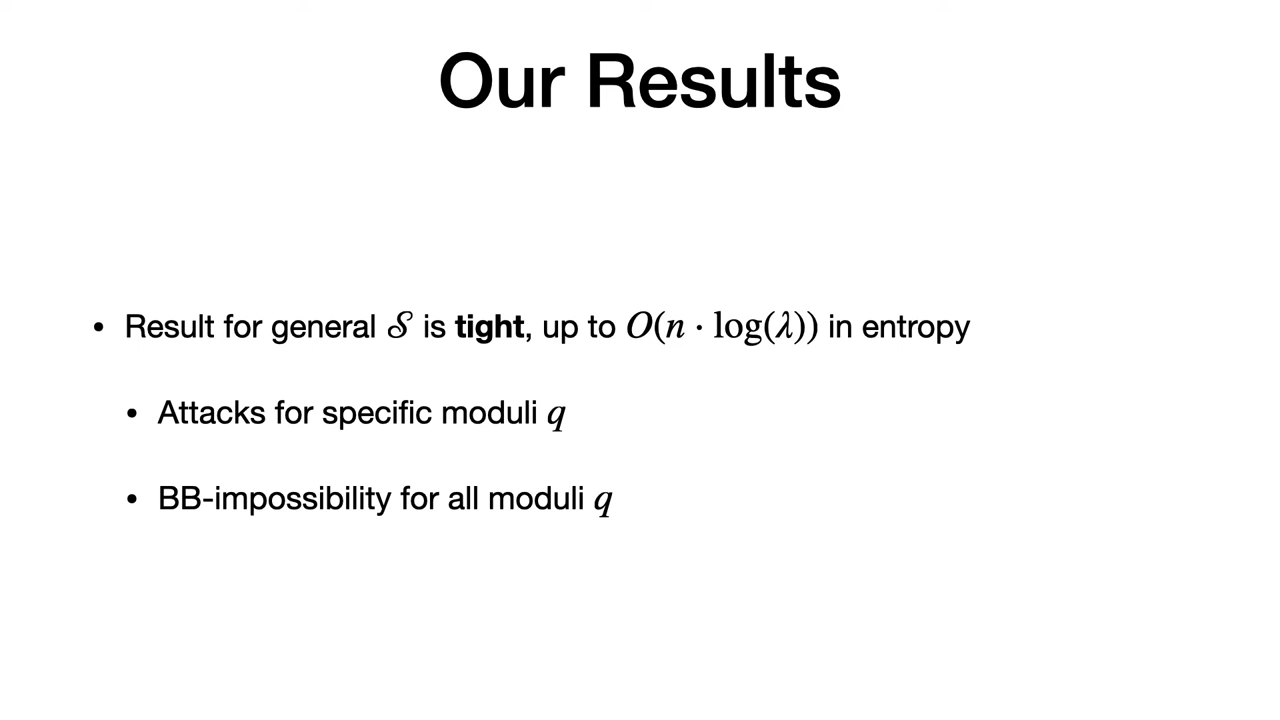 Our Results
• Result for general 𝒮 is tight, up to O(n · log(λ)) in entropy
• Attacks for specific moduli q
• BB-impossibility for all moduli q